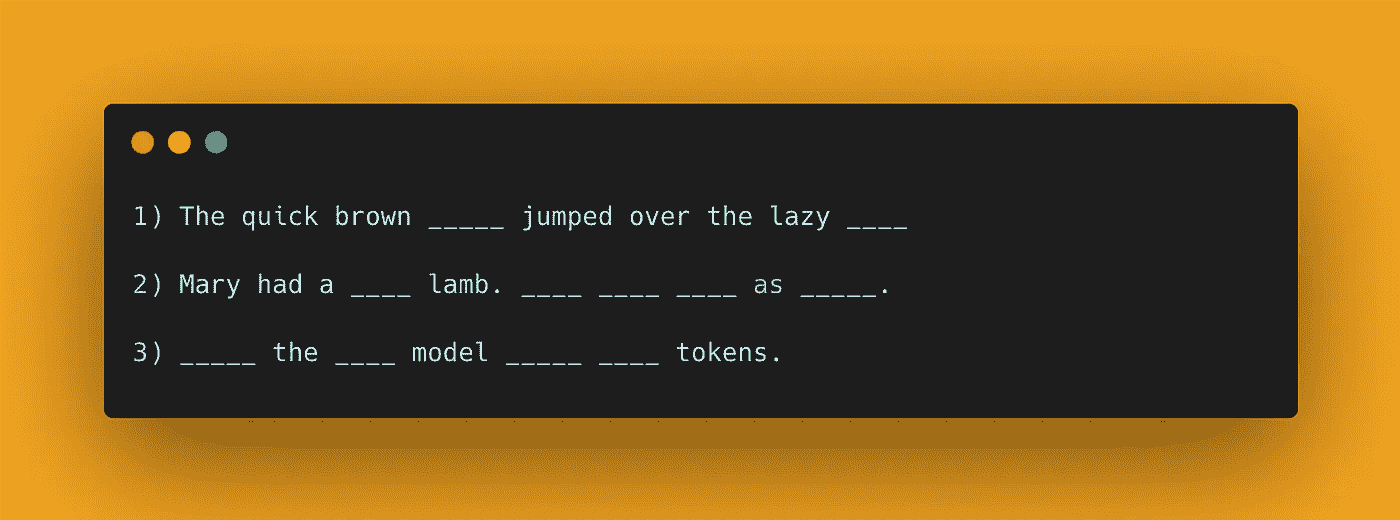 1) The quick brown _____ jumped over the lazy ____
2) Mary had a ____ lamb. ____ ____ ____ as _____.
3) _____ the ____ model _____ ____ tokens.